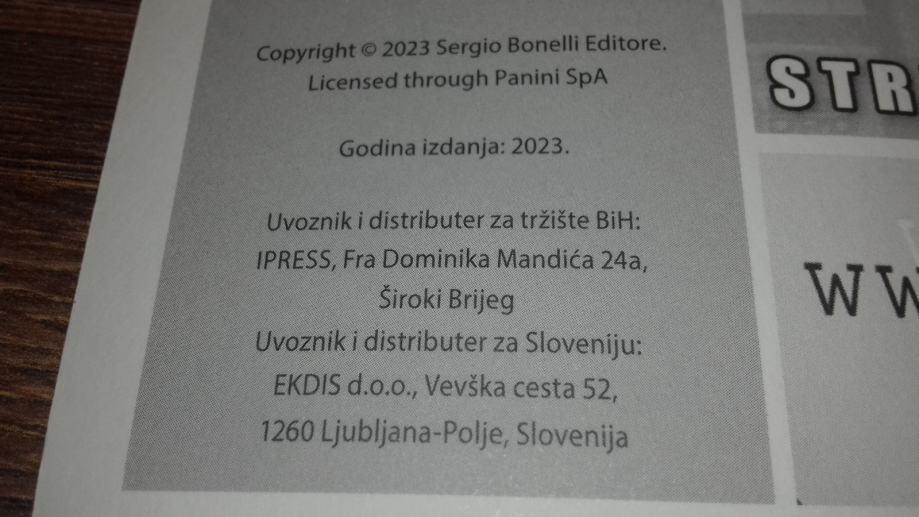 Copyright © 2023 Sergio Bonelli Editore.
Licensed through Panini SpA
Godina izdanja: 2023.
Uvoznik i distributer za tržište BiH:
IPRESS, Fra Dominika Mandića 24a,
Široki Brijeg
Uvoznik i distributer za Sloveniju:
EKDIS d.o.o., Vevška cesta 52,
1260 Ljubljana-Polje, Slovenija